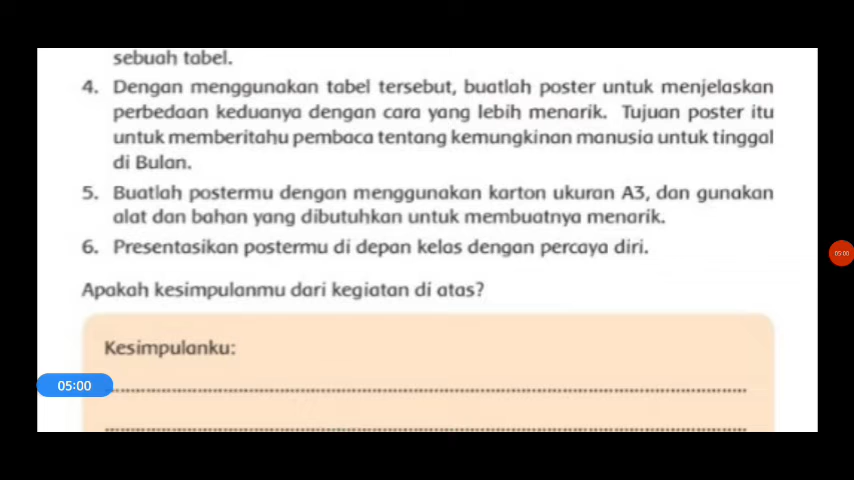 sebuah tabel.
4. Dengan menggunakan tabel tersebut, buatlah poster untuk menjelaskan
perbedaan keduanya dengan cara yang lebih menarik. Tujuan poster itu
untuk memberitahu pembaca tentang kemungkinan manusia untuk tinggal
di Bulan.
5. Buatlah postermu dengan menggunakan karton ukuran A3, dan gunakan
alat dan bahan yang dibutuhkan untuk membuatnya menarik.
6. Presentasikan postermu di depan kelas dengan percaya diri.
05:00
Apakah kesimpulanmu dari kegiatan di atas?
Kesimpulanku:
05:00